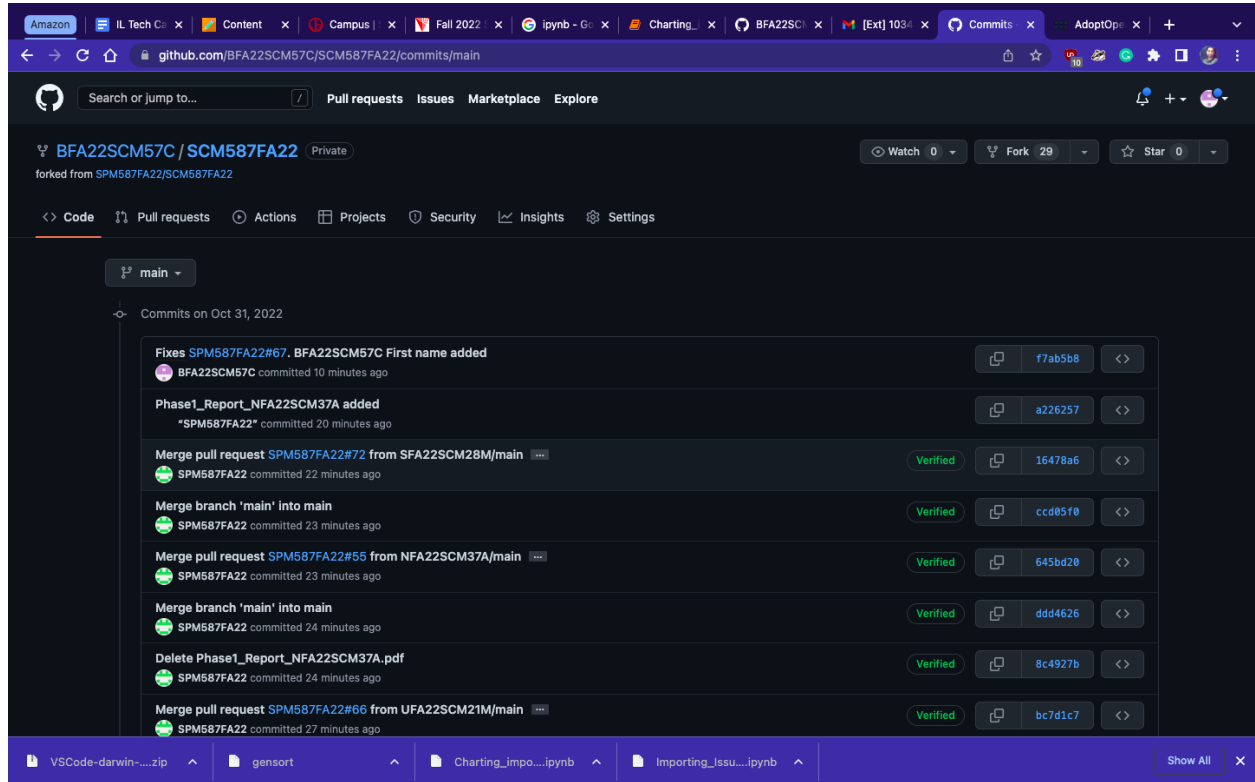 Amazon IL Tech Ca Content Campus | Fall 2022 S ipynb - Go Charting_ BFA22SCM [Ext] 1034 Commits AdoptOpe
github.com/BFA22SCM57C/SCM587FA22/commits/main
10
Search or jump to... / Pull requests Issues Marketplace Explore
BFA22SCM57C / SCM587FA22 Private
Watch 0 Fork 29 Star 0
forked from SPM587FA22/SCM587FA22
Code Pull requests Actions Projects Security Insights Settings
main
Commits on Oct 31, 2022
Fixes SPM587FA22#67. BFA22SCM57C First name added
BFA22SCM57C committed 10 minutes ago
f7ab5b8
Phase1_Report_NFA22SCM37A added
"SPM587FA22" committed 20 minutes ago
a226257
Merge pull request SPM587FA22#72 from SFA22SCM28M/main ...
SPM587FA22 committed 22 minutes ago
Verified 16478a6
Merge branch 'main' into main
SPM587FA22 committed 23 minutes ago
Verified ccd05f0
Merge pull request SPM587FA22#55 from NFA22SCM37A/main ...
SPM587FA22 committed 23 minutes ago
Verified 645bd20
Merge branch 'main' into main
SPM587FA22 committed 24 minutes ago
Verified ddd4626
Delete Phase1_Report_NFA22SCM37A.pdf
SPM587FA22 committed 24 minutes ago
Verified 8c4927b
Merge pull request SPM587FA22#66 from UFA22SCM21M/main ...
SPM587FA22 committed 27 minutes ago
Verified bc7d1c7
VSCode-darwin-....zip gensort Charting_impo....ipynb Importing_Issu....ipynb Show All